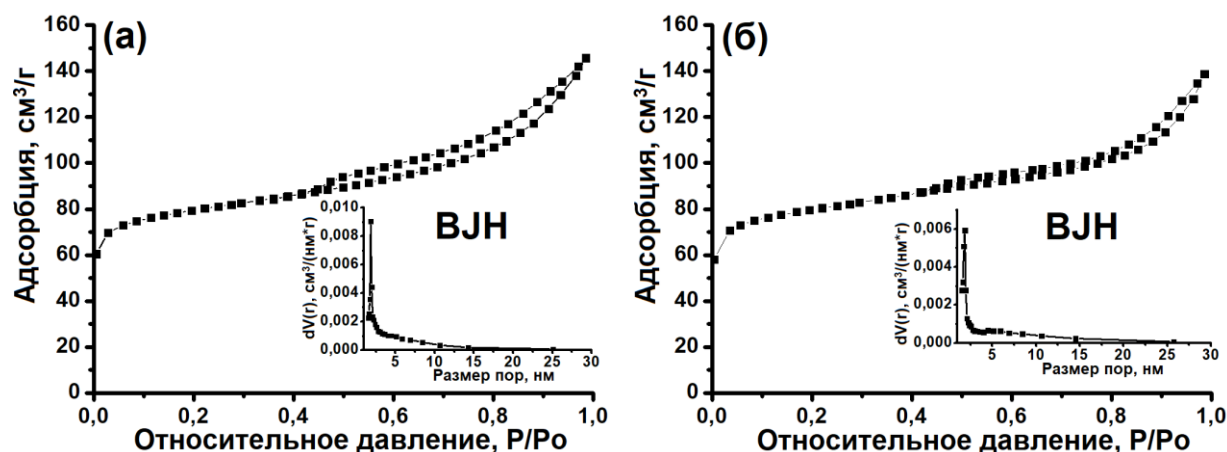 (а)
Адсорбция, см³/г
160
140
120
100
80
60
40
20
0
0,0 0,2 0,4 0,6 0,8 1,0
Относительное давление, P/Po
BJH
dV(r), см³/(нм*г)
0,010
0,008
0,006
0,004
0,002
0,000
5 10 15 20 25 30
Размер пор, нм
(б)
Адсорбция, см³/г
160
140
120
100
80
60
40
20
0
0,0 0,2 0,4 0,6 0,8 1,0
Относительное давление, P/Po
BJH
dV(r), см³/(нм*г)
0,006
0,004
0,002
0,000
5 10 15 20 25 30
Размер пор, нм